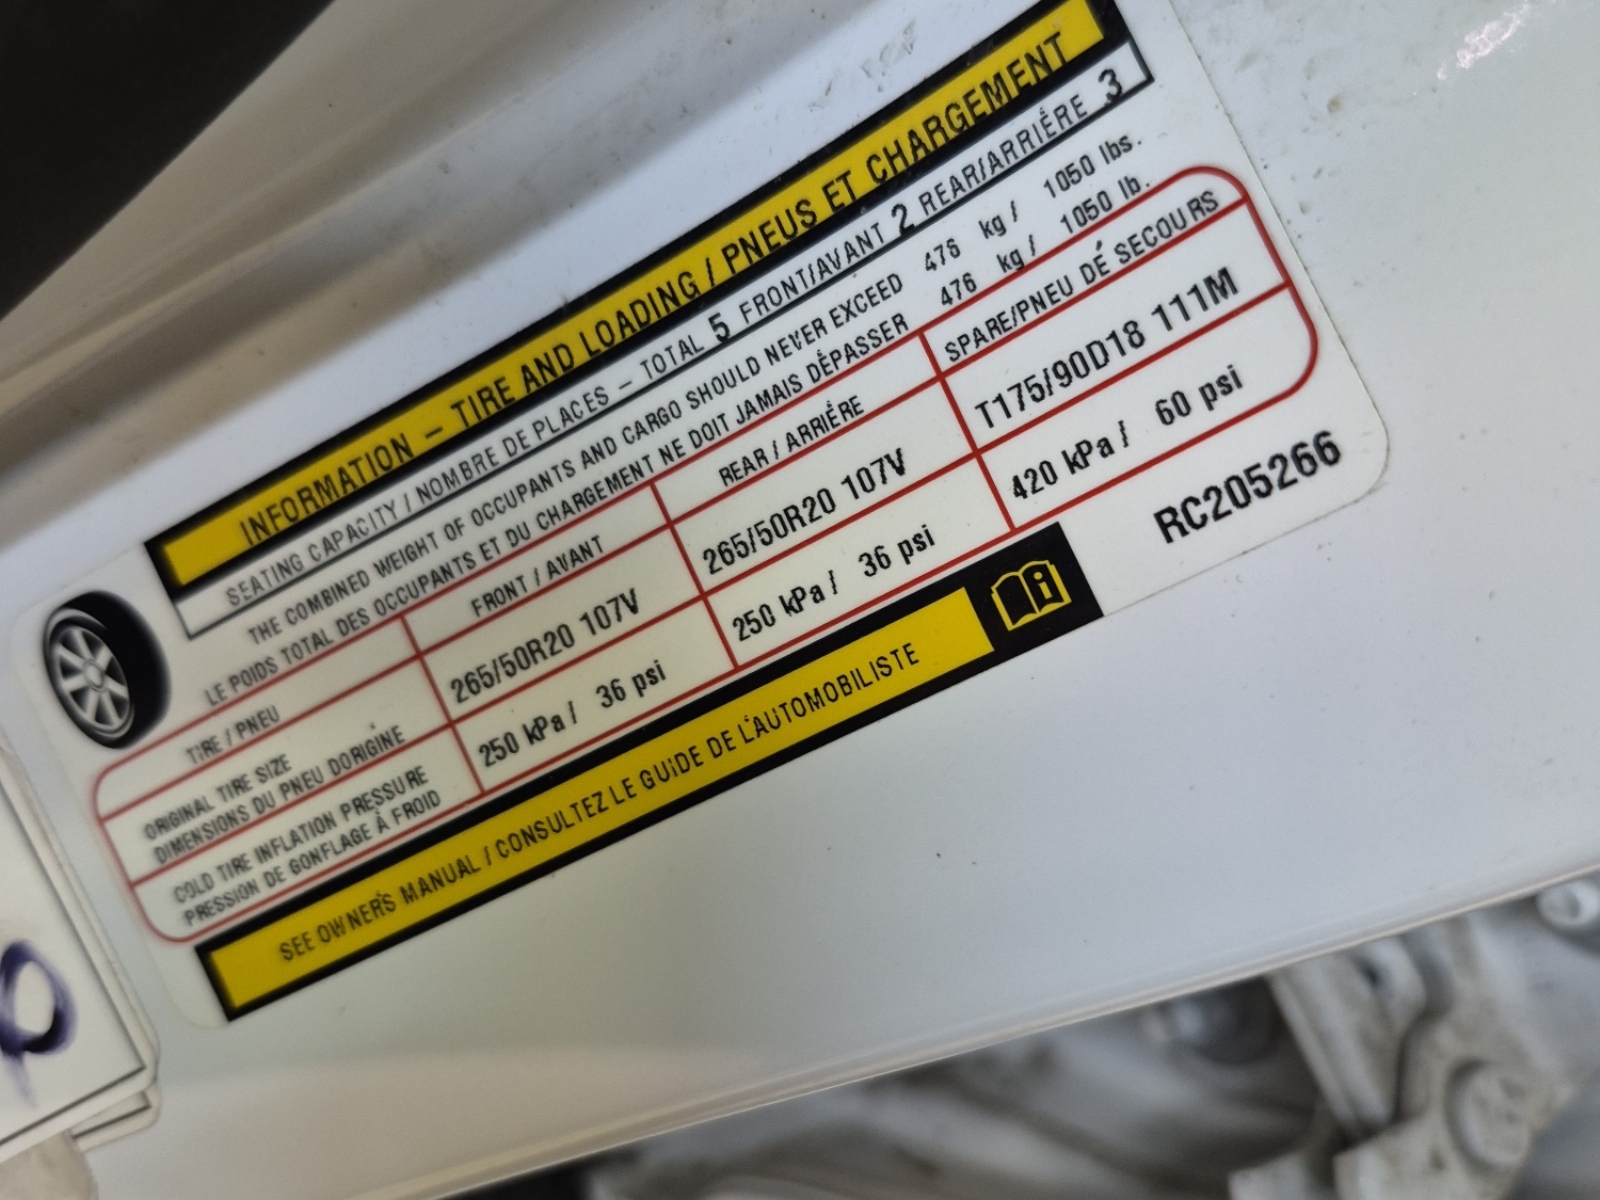 INFORMATION – TIRE AND LOADING / PNEUS ET CHARGEMENT
SEATING CAPACITY / NOMBRE DE PLACES – TOTAL 5 FRONT/AVANT 2 REAR/ARRIÈRE 3
THE COMBINED WEIGHT OF OCCUPANTS AND CARGO SHOULD NEVER EXCEED 476 kg / 1050 lbs.
LE POIDS TOTAL DES OCCUPANTS ET DU CHARGEMENT NE DOIT JAMAIS DÉPASSER 476 kg / 1050 lb.
TIRE / PNEU FRONT / AVANT REAR / ARRIÈRE SPARE/PNEU DE SECOURS
ORIGINAL TIRE SIZE
DIMENSIONS DU PNEU DORIGINE 265/50R20 107V 265/50R20 107V T175/90D18 111M
COLD TIRE INFLATION PRESSURE
PRESSION DE GONFLAGE À FROID 250 kPa / 36 psi 250 kPa / 36 psi 420 kPa / 60 psi
SEE OWNER'S MANUAL / CONSULTEZ LE GUIDE DE L'AUTOMOBILISTE
RC205266